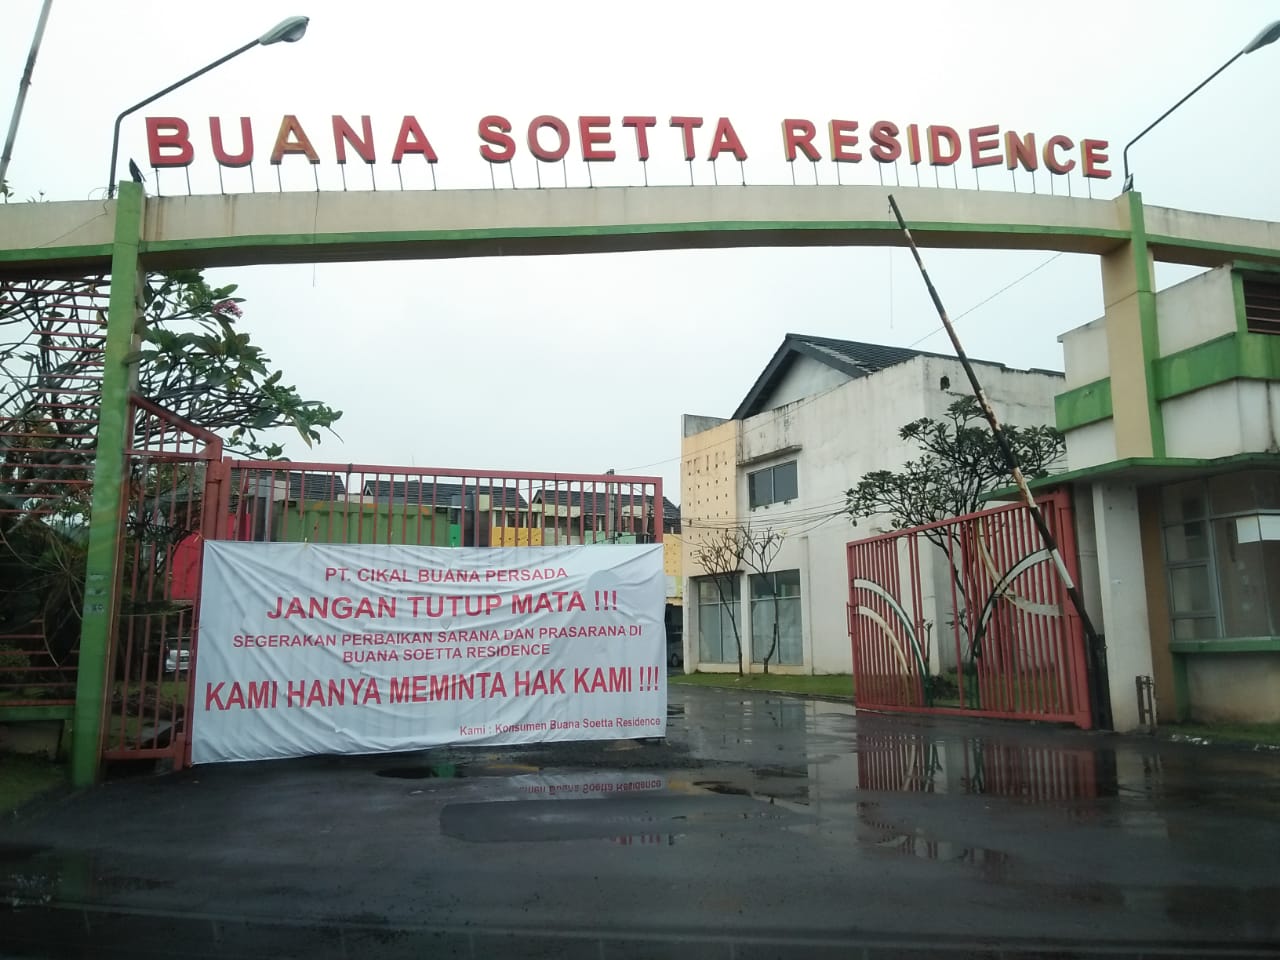 BUANA SOETTA RESIDENCE
PT. CIKAL BUANA PERSADA
JANGAN TUTUP MATA !!!
SEGERAKAN PERBAIKAN SARANA DAN PRASARANA DI
BUANA SOETTA RESIDENCE
KAMI HANYA MEMINTA HAK KAMI !!!
Kami : Konsumen Buana Soetta Residence